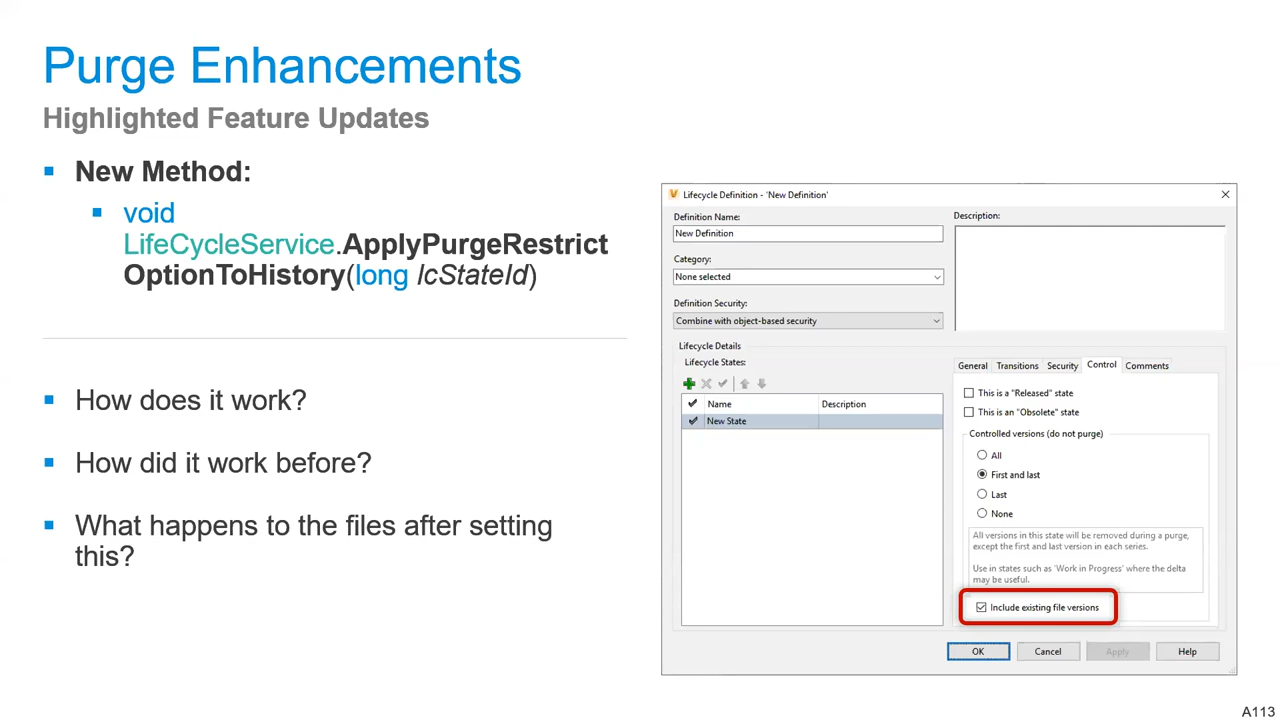 Purge Enhancements
Highlighted Feature Updates
New Method:
void
LifeCycleService.ApplyPurgeRestrict
OptionToHistory(long lcStateId)
How does it work?
How did it work before?
What happens to the files after setting
this?
Lifecycle Definition - 'New Definition'
Definition Name:
New Definition
Category:
None selected
Definition Security:
Combine with object-based security
Description:
Lifecycle Details
Lifecycle States:
Name Description
New State
General Transitions Security Control Comments
This is a "Released" state
This is an "Obsolete" state
Controlled versions (do not purge)
All
First and last
Last
None
All versions in this state will be removed during a purge,
except the first and last version in each series.
Use in states such as 'Work in Progress' where the delta
may be useful.
Include existing file versions
OK Cancel Apply Help
A113